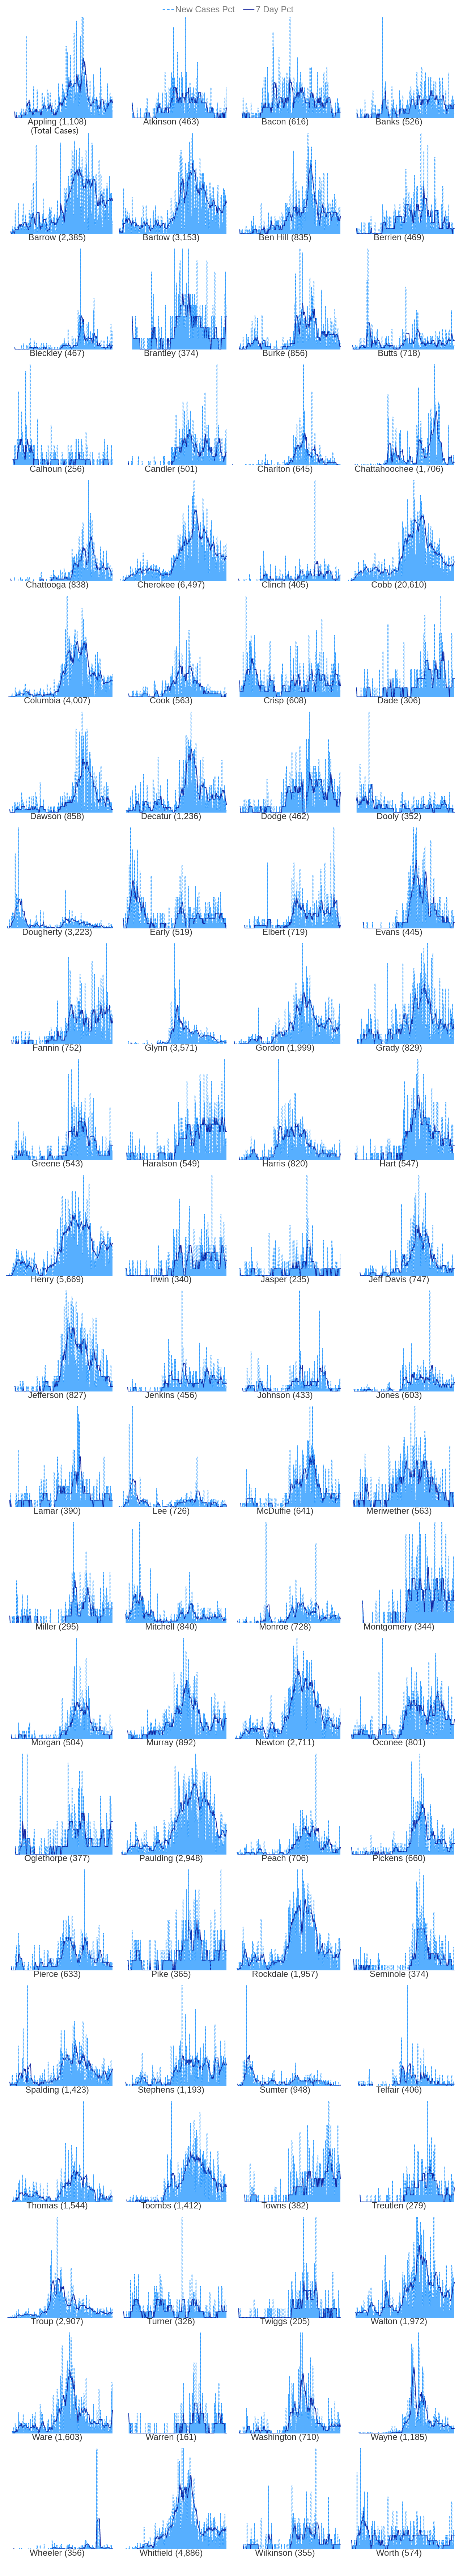 New Cases Pct 7 Day Pct
Appling (1,108) Atkinson (463) Bacon (616) Banks (526)
(Total Cases)
Barrow (2,385) Bartow (3,153) Ben Hill (835) Berrien (469)
Bleckley (467) Brantley (374) Burke (856) Butts (718)
Calhoun (256) Candler (501) Charlton (645) Chattahoochee (1,706)
Chattooga (838) Cherokee (6,497) Clinch (405) Cobb (20,610)
Columbia (4,007) Cook (563) Crisp (608) Dade (306)
Dawson (858) Decatur (1,236) Dodge (462) Dooly (352)
Dougherty (3,223) Early (519) Elbert (719) Evans (445)
Fannin (752) Glynn (3,571) Gordon (1,999) Grady (829)
Greene (543) Haralson (549) Harris (820) Hart (547)
Henry (5,669) Irwin (340) Jasper (235) Jeff Davis (747)
Jefferson (827) Jenkins (456) Johnson (433) Jones (603)
Lamar (390) Lee (726) McDuffie (641) Meriwether (563)
Miller (295) Mitchell (840) Monroe (728) Montgomery (344)
Morgan (504) Murray (892) Newton (2,711) Oconee (801)
Oglethorpe (377) Paulding (2,948) Peach (706) Pickens (660)
Pierce (633) Pike (365) Rockdale (1,957) Seminole (374)
Spalding (1,423) Stephens (1,193) Sumter (948) Telfair (406)
Thomas (1,544) Toombs (1,412) Towns (382) Treutlen (279)
Troup (2,907) Turner (326) Twiggs (205) Walton (1,972)
Ware (1,603) Warren (161) Washington (710) Wayne (1,185)
Wheeler (356) Whitfield (4,886) Wilkinson (355) Worth (574)